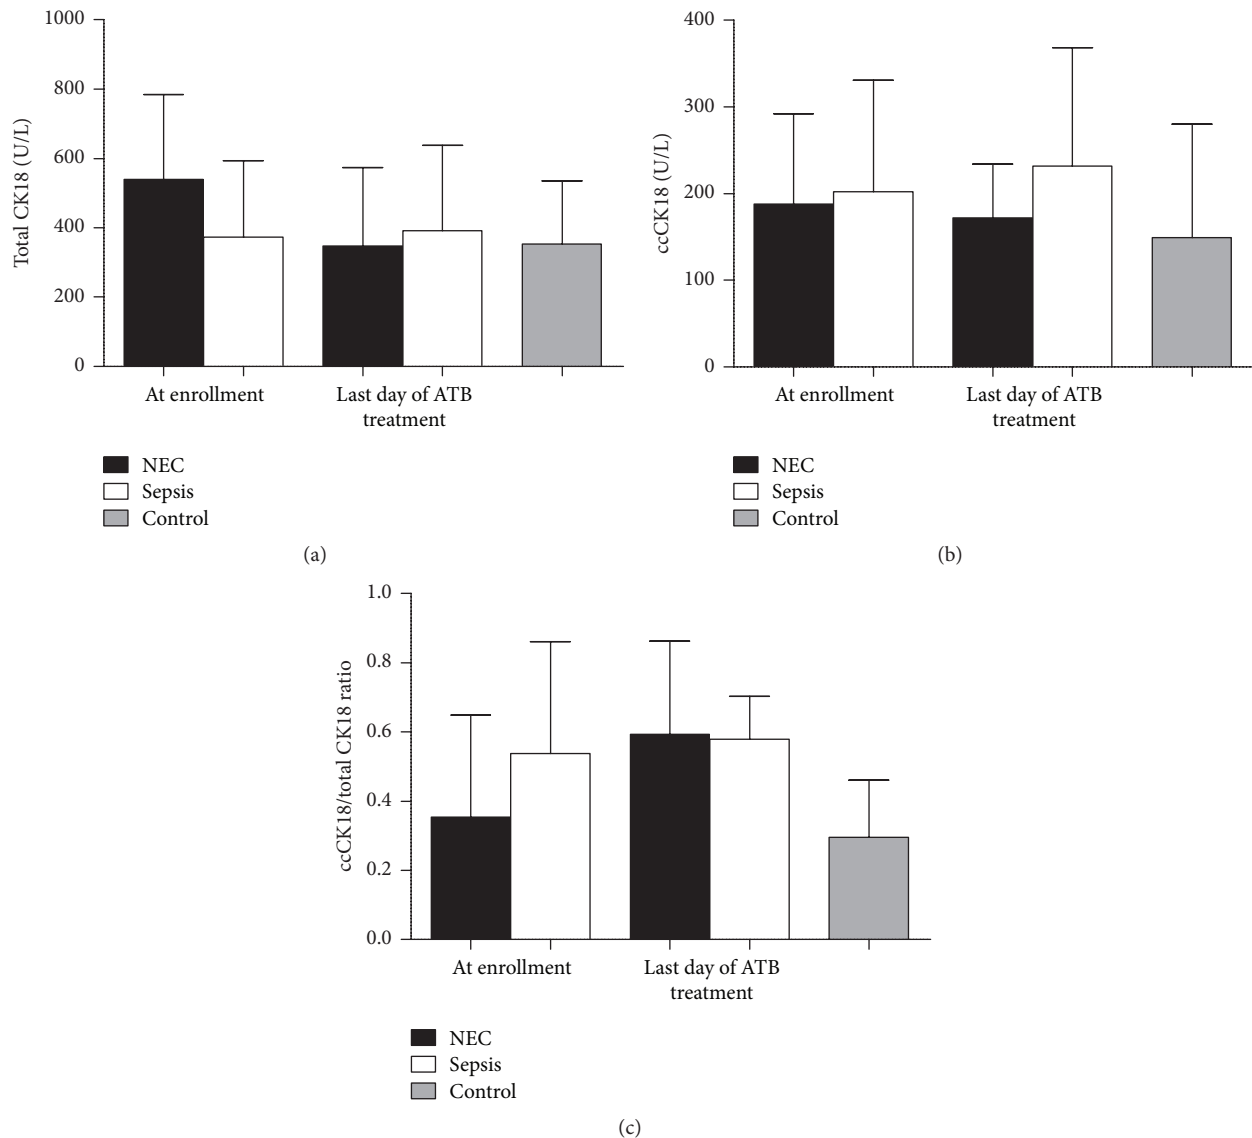 1000
800
600
400
200
0
Total CK18 (U/L)
At enrollment
Last day of ATB
treatment
NEC
Sepsis
Control
(a)
400
300
200
100
0
ccCK18 (U/L)
At enrollment
Last day of ATB
treatment
NEC
Sepsis
Control
(b)
1.0
0.8
0.6
0.4
0.2
0.0
ccCK18/total CK18 ratio
At enrollment
Last day of ATB
treatment
NEC
Sepsis
Control
(c)